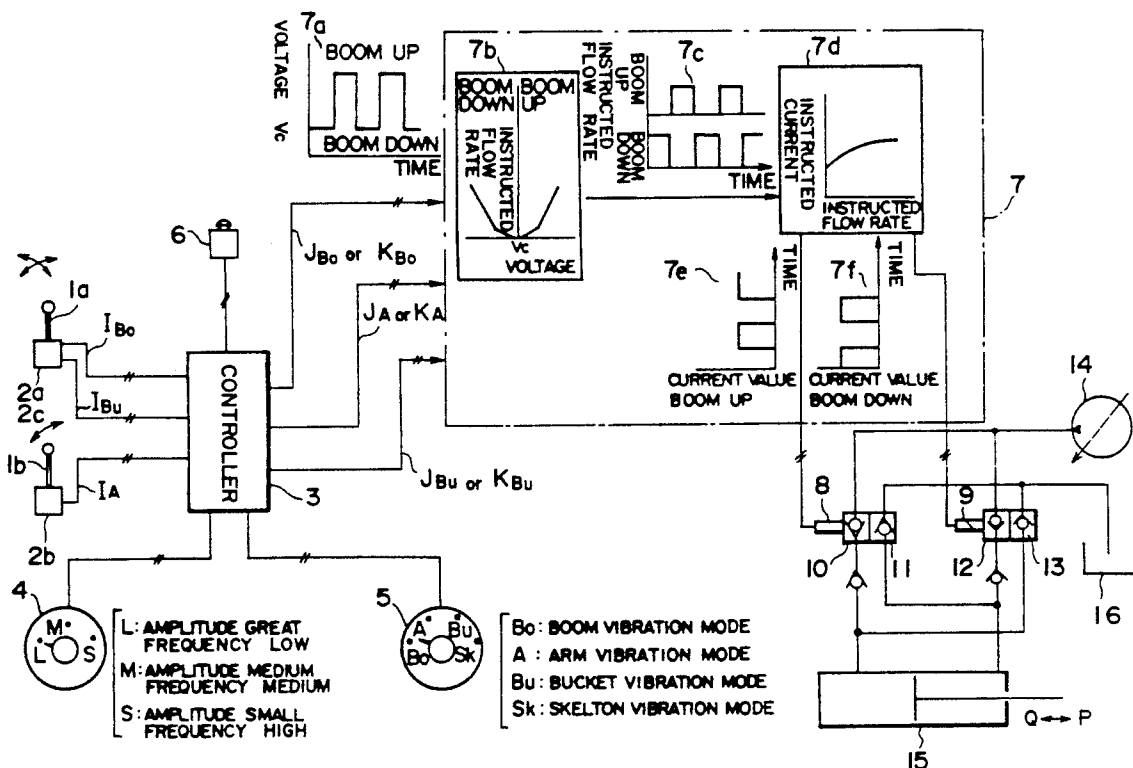 7a
VOLTAGE
Vc
BOOM UP
BOOM DOWN
TIME
7b
BOOM DOWN
BOOM UP
INSTRUCTED FLOW RATE
Vc
VOLTAGE
INSTRUCTED FLOW RATE
BOOM UP
BOOM DOWN
7c
TIME
7d
INSTRUCTED CURRENT
INSTRUCTED
FLOW RATE
7
7e
TIME
CURRENT VALUE
BOOM UP
7f
TIME
CURRENT VALUE
BOOM DOWN
6
JBo or KBo
JA or KA
JBu or KBu
1a
IBo
2a
2c
IBu
1b
IA
2b
CONTROLLER
3
4
M
L
S
L: AMPLITUDE GREAT
FREQUENCY LOW
M: AMPLITUDE MEDIUM
FREQUENCY MEDIUM
S: AMPLITUDE SMALL
FREQUENCY HIGH
5
A
Bu
Bo
Sk
Bo: BOOM VIBRATION MODE
A : ARM VIBRATION MODE
Bu: BUCKET VIBRATION MODE
Sk: SKELTON VIBRATION MODE
8
9
10
11
12
13
14
15
16
Q ↔ P